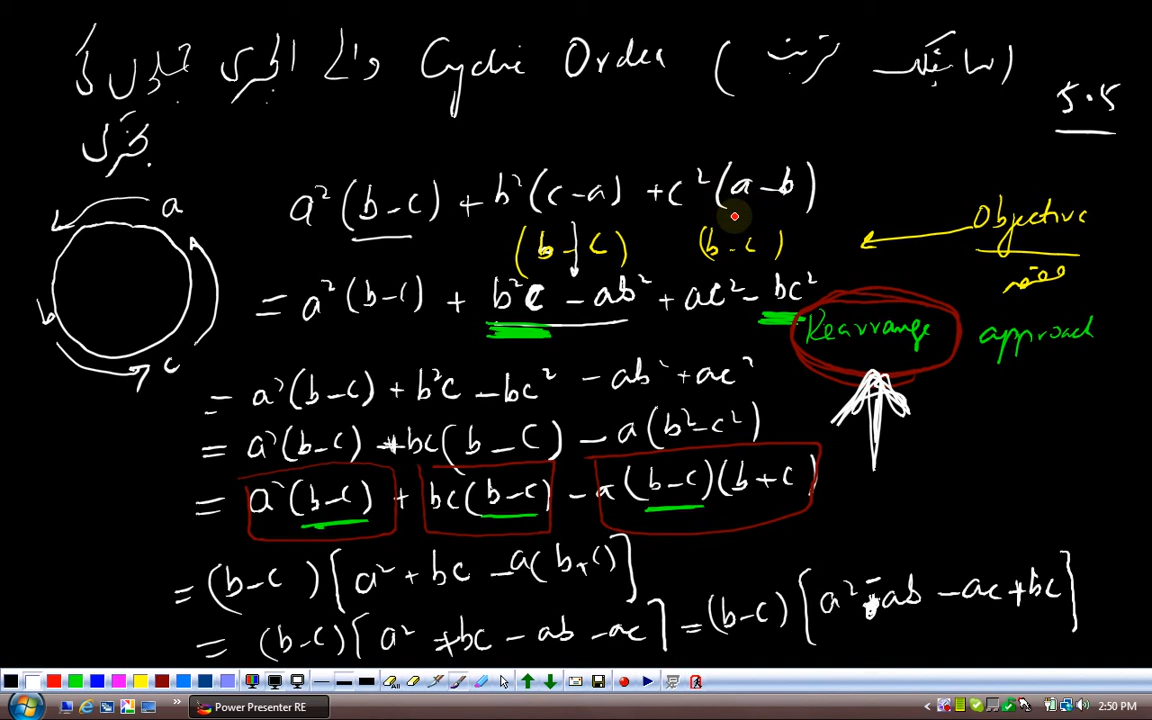 (سائیکلک ترتیب) Cyclic Order والے الجبری جملوں کی
تجزی
5.5
a²(b-c) + b²(c-a) + c²(a-b)
a
b
c
(b-c) (b-c)
Objective
مقصد
= a²(b-c) + b²c - ab² + ac² - bc²
Rearrange approach
= a²(b-c) + b²c - bc² - ab² + ac²
= a²(b-c) + bc(b-c) - a(b²-c²)
= a²(b-c) + bc(b-c) - a(b-c)(b+c)
= (b-c)[a² + bc - a(b+c)]
= (b-c)[a² + bc - ab - ac] = (b-c)[a² - ab - ac + bc]
Power Presenter RE
2:50 PM